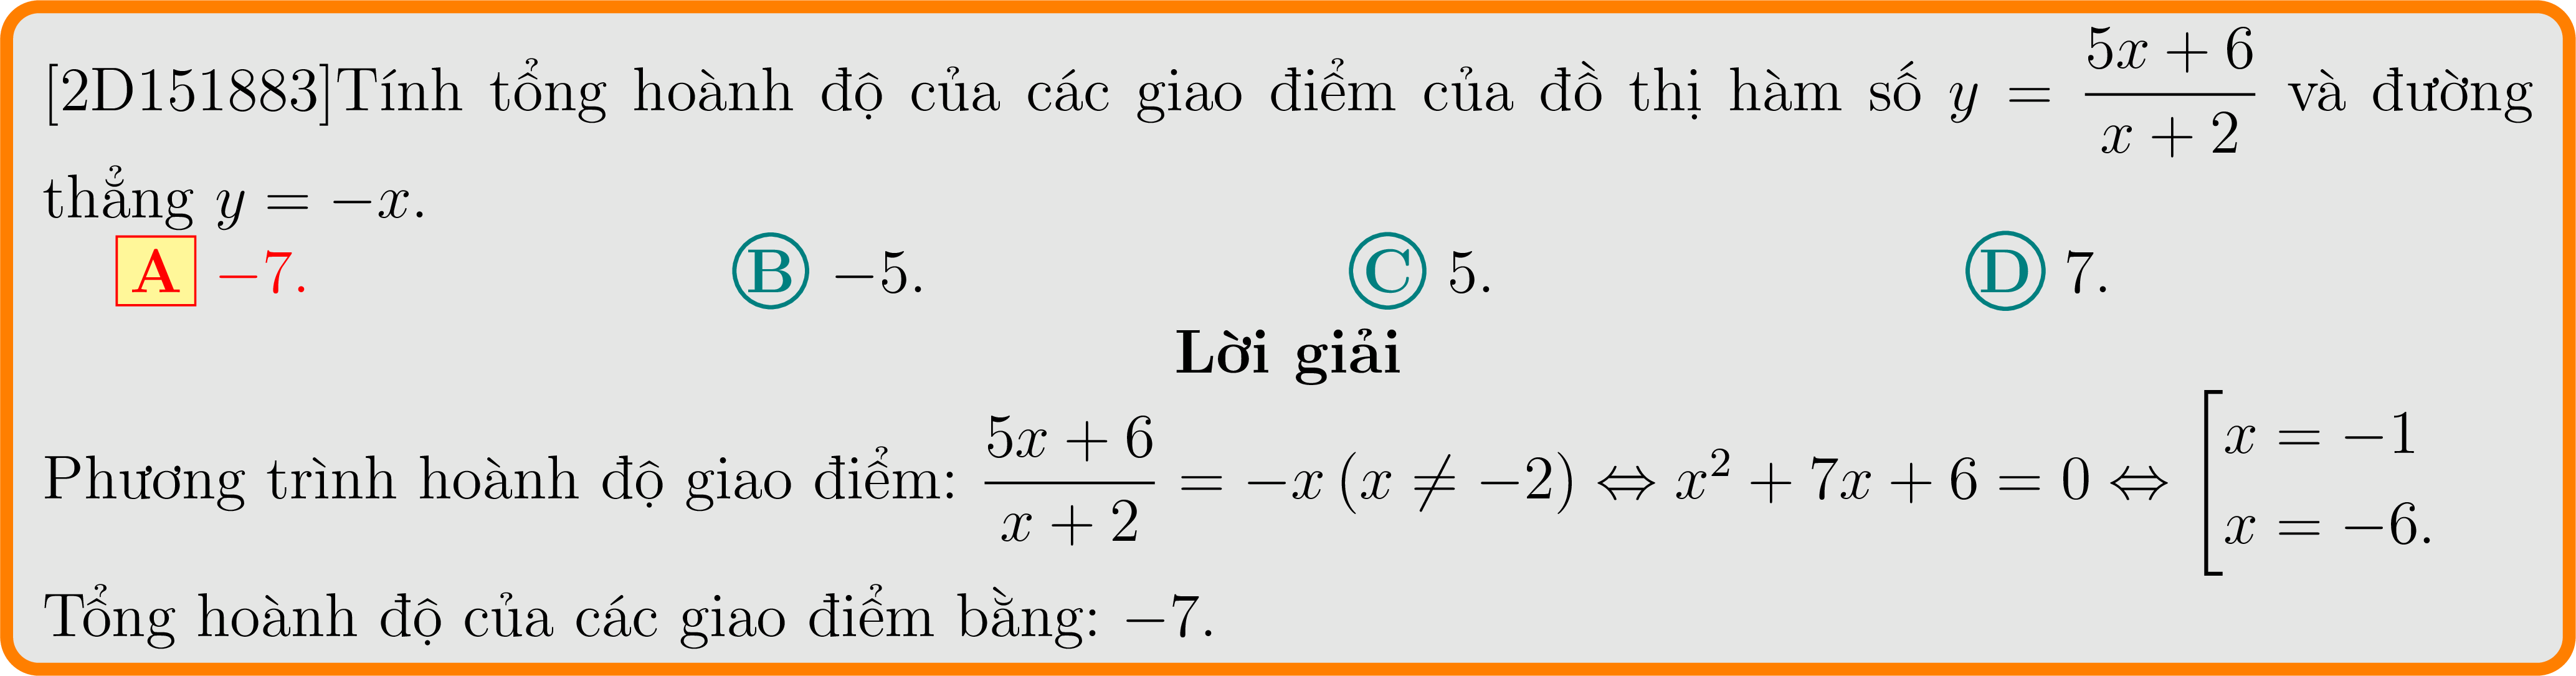 [2D151883]Tính tổng hoành độ của các giao điểm của đồ thị hàm số $y = \dfrac{5x+6}{x+2}$ và đường
thẳng $y = -x$.
A −7. B −5. C 5. D 7.
Lời giải
Phương trình hoành độ giao điểm: $\dfrac{5x+6}{x+2} = -x\,(x \neq -2) \Leftrightarrow x^2 + 7x + 6 = 0 \Leftrightarrow \left[\begin{array}{l} x = -1 \\ x = -6. \end{array}\right.$
Tổng hoành độ của các giao điểm bằng: −7.